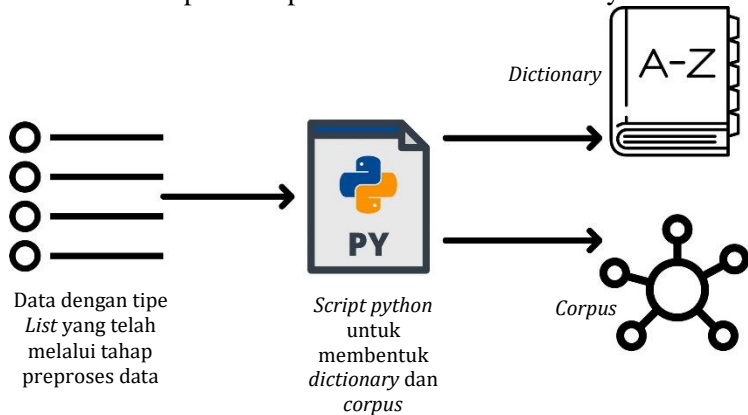 Dictionary
A-Z
PY
Data dengan tipe
List yang telah
melalui tahap
preproses data
Script python
untuk
membentuk
dictionary dan
corpus
Corpus